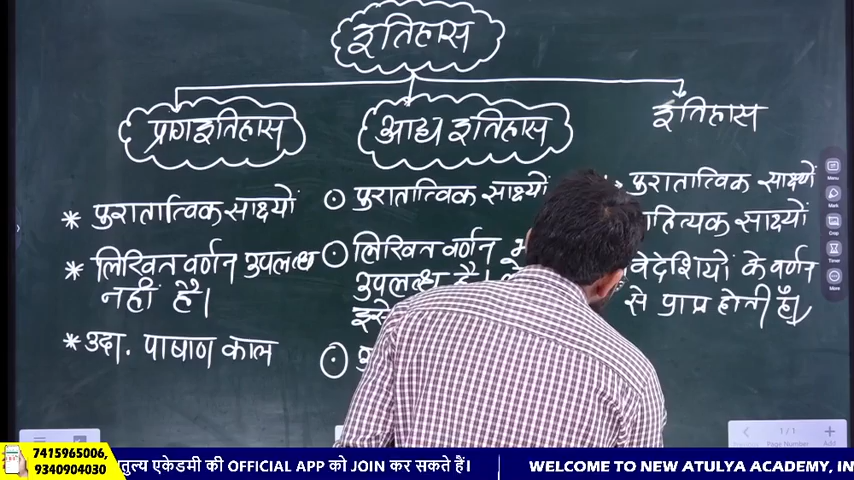 इतिहास
प्रागइतिहास
आद्य इतिहास
इतिहास
* पुरातात्विक साक्ष्यों
* लिखित वर्णन उपलब्ध
नहीं है।
* उदा. पाषाण काल
पुरातात्विक साक्ष्यों
लिखित वर्णन
उपलब्ध है।
पुरातात्विक साक्ष्यों
साक्ष्यों
विदेशियों के वर्णन
से प्राप्त होती है।
Menu
Mark
Crop
Timer
More
1/1
Previous Page Number Add
7415965006,
9340904030
तुल्य एकेडमी की OFFICIAL APP को JOIN कर सकते हैं।
WELCOME TO NEW ATULYA ACADEMY, IN